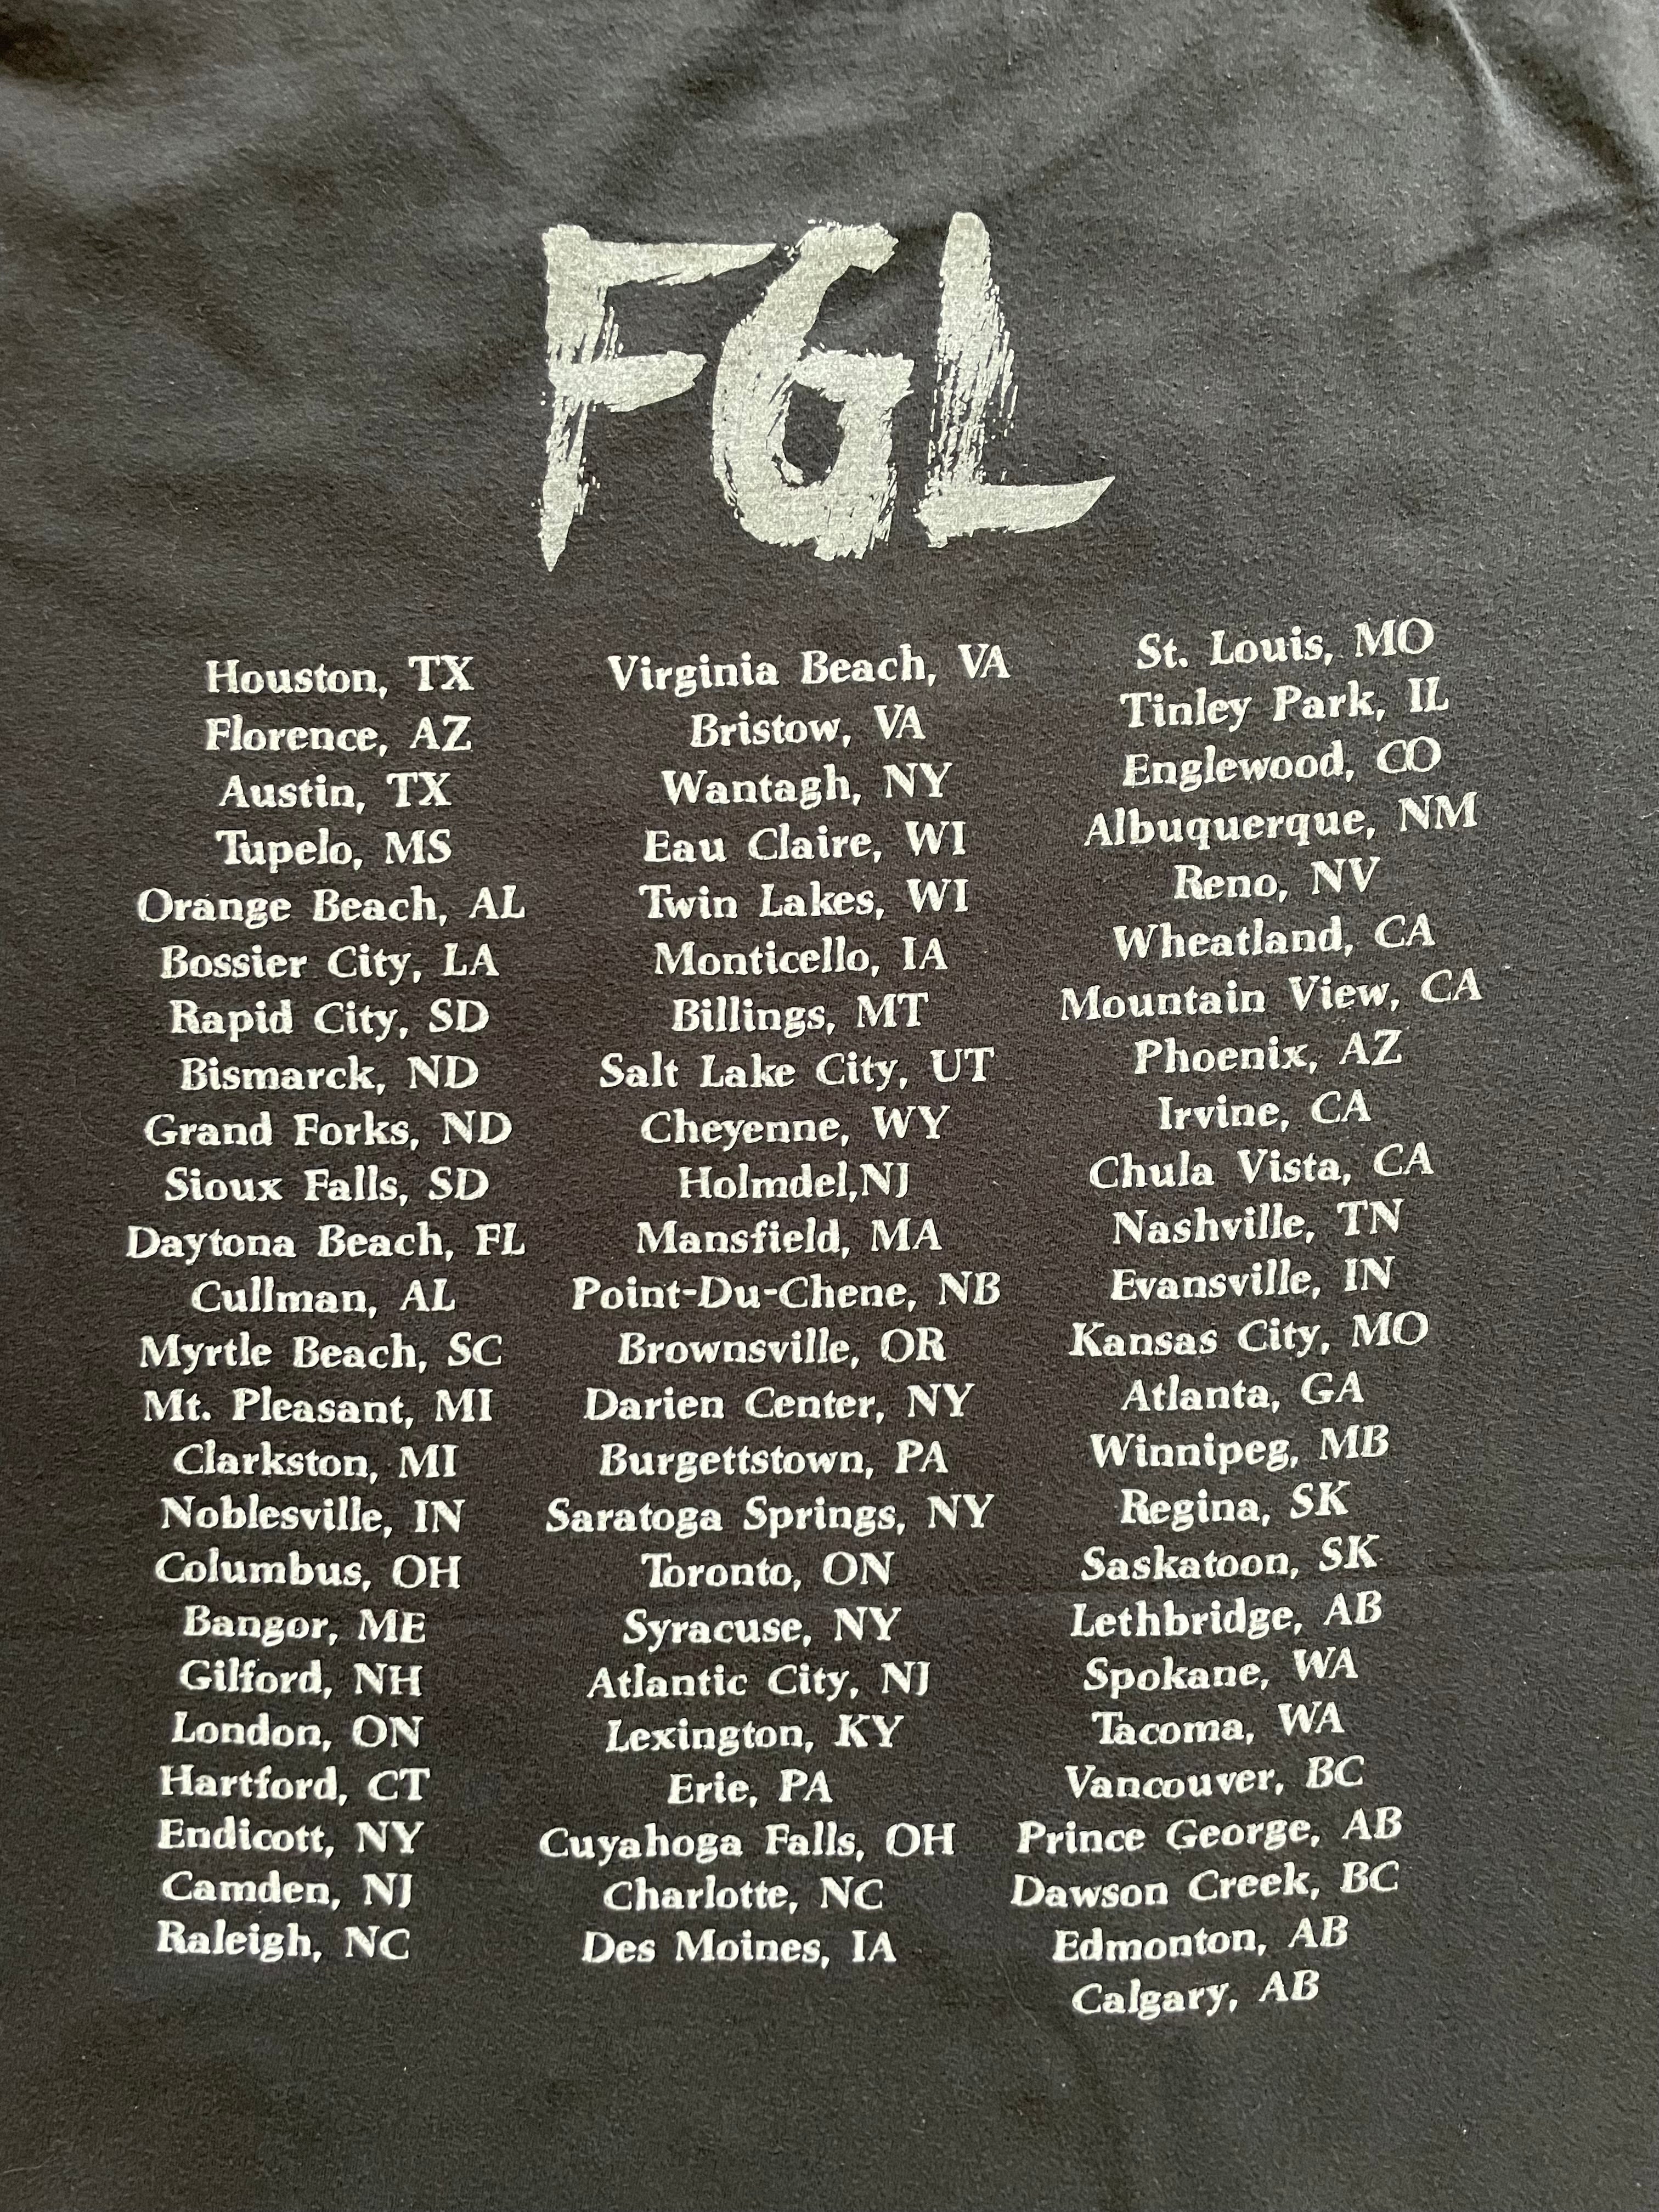 FGL
Houston, TX
Florence, AZ
Austin, TX
Tupelo, MS
Orange Beach, AL
Bossier City, LA
Rapid City, SD
Bismarck, ND
Grand Forks, ND
Sioux Falls, SD
Daytona Beach, FL
Cullman, AL
Myrtle Beach, SC
Mt. Pleasant, MI
Clarkston, MI
Noblesville, IN
Columbus, OH
Bangor, ME
Gilford, NH
London, ON
Hartford, CT
Endicott, NY
Camden, NJ
Raleigh, NC
Virginia Beach, VA
Bristow, VA
Wantagh, NY
Eau Claire, WI
Twin Lakes, WI
Monticello, IA
Billings, MT
Salt Lake City, UT
Cheyenne, WY
Holmdel,NJ
Mansfield, MA
Point-Du-Chene, NB
Brownsville, OR
Darien Center, NY
Burgettstown, PA
Saratoga Springs, NY
Toronto, ON
Syracuse, NY
Atlantic City, NJ
Lexington, KY
Erie, PA
Cuyahoga Falls, OH
Charlotte, NC
Des Moines, IA
St. Louis, MO
Tinley Park, IL
Englewood, CO
Albuquerque, NM
Reno, NV
Wheatland, CA
Mountain View, CA
Phoenix, AZ
Irvine, CA
Chula Vista, CA
Nashville, TN
Evansville, IN
Kansas City, MO
Atlanta, GA
Winnipeg, MB
Regina, SK
Saskatoon, SK
Lethbridge, AB
Spokane, WA
Tacoma, WA
Vancouver, BC
Prince George, AB
Dawson Creek, BC
Edmonton, AB
Calgary, AB